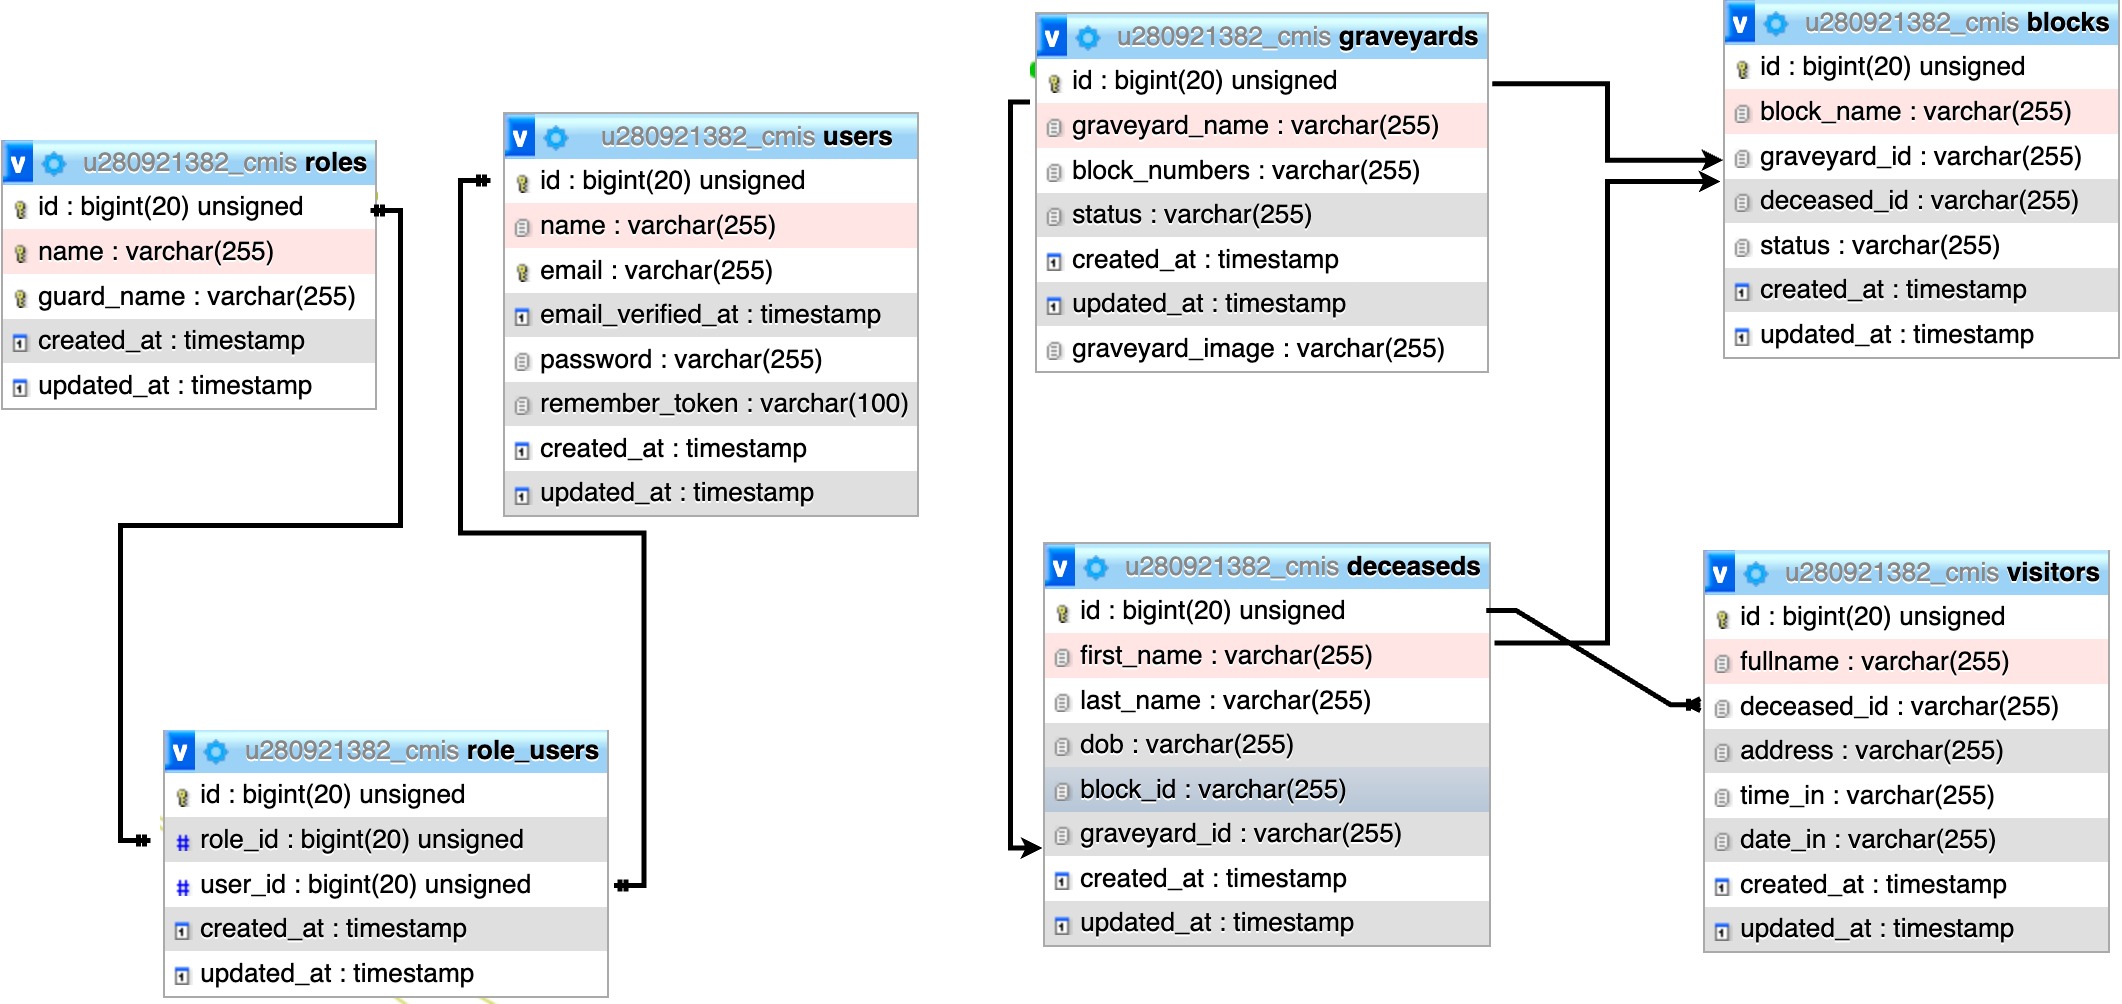 v u280921382_cmis roles
id : bigint(20) unsigned
name : varchar(255)
guard_name : varchar(255)
created_at : timestamp
updated_at : timestamp
v u280921382_cmis users
id : bigint(20) unsigned
name : varchar(255)
email : varchar(255)
email_verified_at : timestamp
password : varchar(255)
remember_token : varchar(100)
created_at : timestamp
updated_at : timestamp
v u280921382_cmis role_users
id : bigint(20) unsigned
# role_id : bigint(20) unsigned
# user_id : bigint(20) unsigned
created_at : timestamp
updated_at : timestamp
v u280921382_cmis graveyards
id : bigint(20) unsigned
graveyard_name : varchar(255)
block_numbers : varchar(255)
status : varchar(255)
created_at : timestamp
updated_at : timestamp
graveyard_image : varchar(255)
v u280921382_cmis blocks
id : bigint(20) unsigned
block_name : varchar(255)
graveyard_id : varchar(255)
deceased_id : varchar(255)
status : varchar(255)
created_at : timestamp
updated_at : timestamp
v u280921382_cmis deceaseds
id : bigint(20) unsigned
first_name : varchar(255)
last_name : varchar(255)
dob : varchar(255)
block_id : varchar(255)
graveyard_id : varchar(255)
created_at : timestamp
updated_at : timestamp
v u280921382_cmis visitors
id : bigint(20) unsigned
fullname : varchar(255)
deceased_id : varchar(255)
address : varchar(255)
time_in : varchar(255)
date_in : varchar(255)
created_at : timestamp
updated_at : timestamp